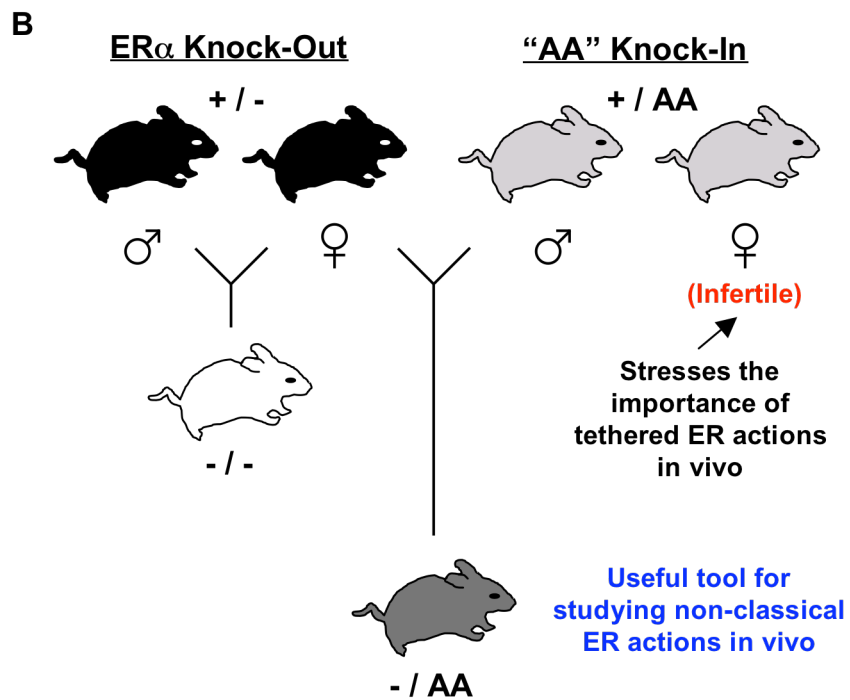 B
ERα Knock-Out
“AA” Knock-In
+ / -
+ / AA
♂
♀
♂
♀
(Infertile)
Stresses the
importance of
tethered ER actions
in vivo
- / -
Useful tool for
studying non-classical
ER actions in vivo
- / AA